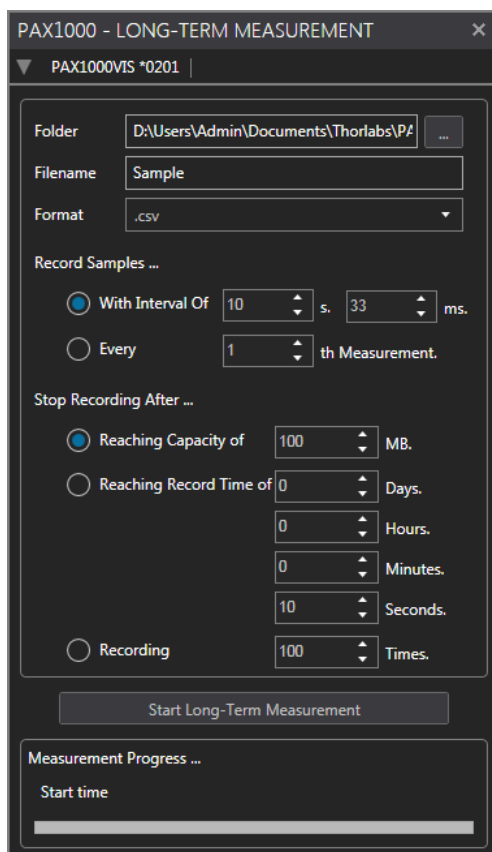 PAX1000 - LONG-TERM MEASUREMENT ×
PAX1000VIS *0201
Folder D:\Users\Admin\Documents\Thorlabs\PA ...
Filename Sample
Format .csv
Record Samples ...
With Interval Of 10 s. 33 ms.
Every 1 th Measurement.
Stop Recording After ...
Reaching Capacity of 100 MB.
Reaching Record Time of 0 Days.
0 Hours.
0 Minutes.
10 Seconds.
Recording 100 Times.
Start Long-Term Measurement
Measurement Progress ...
Start time